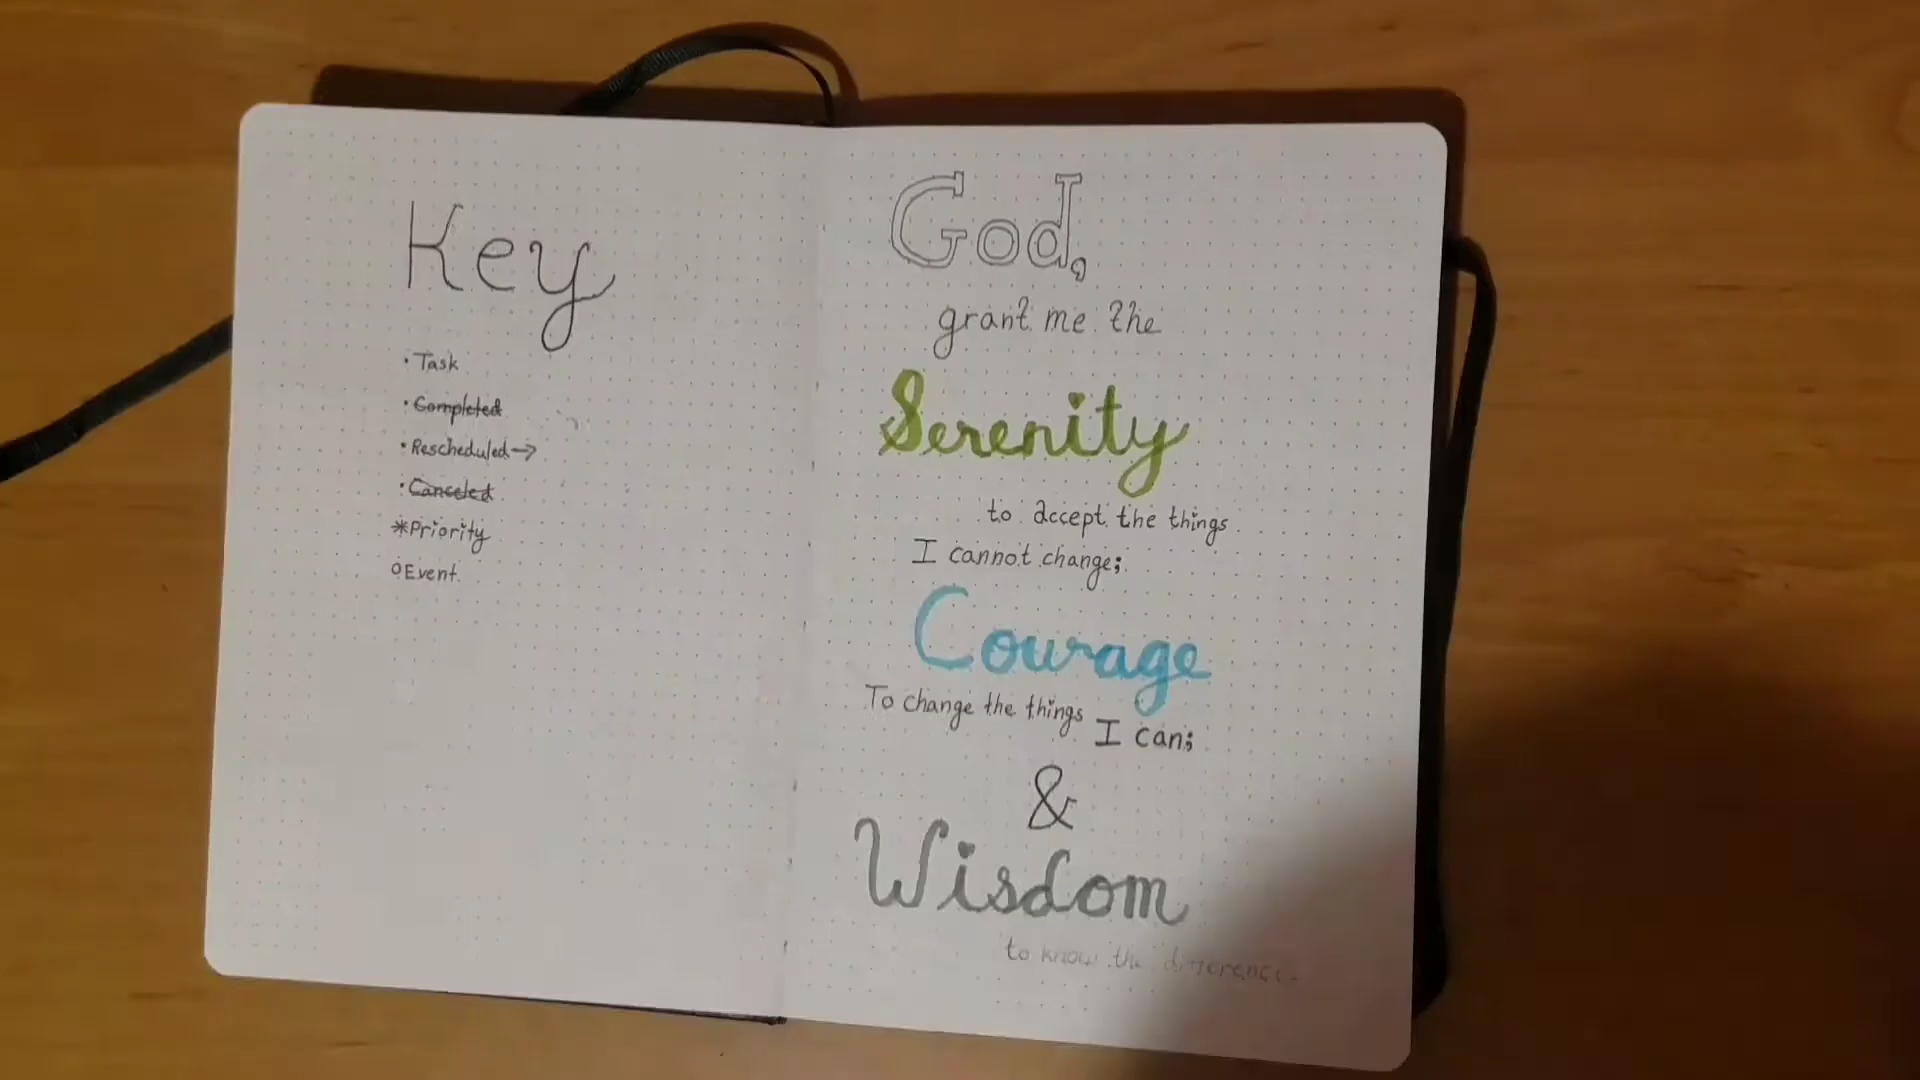 Key
· Task
· Completed
· Rescheduled →
· Canceled
* Priority
o Event
God,
grant me the
Serenity
to accept the things
I cannot change;
Courage
To change the things
I can;
&
Wisdom
to know the difference.